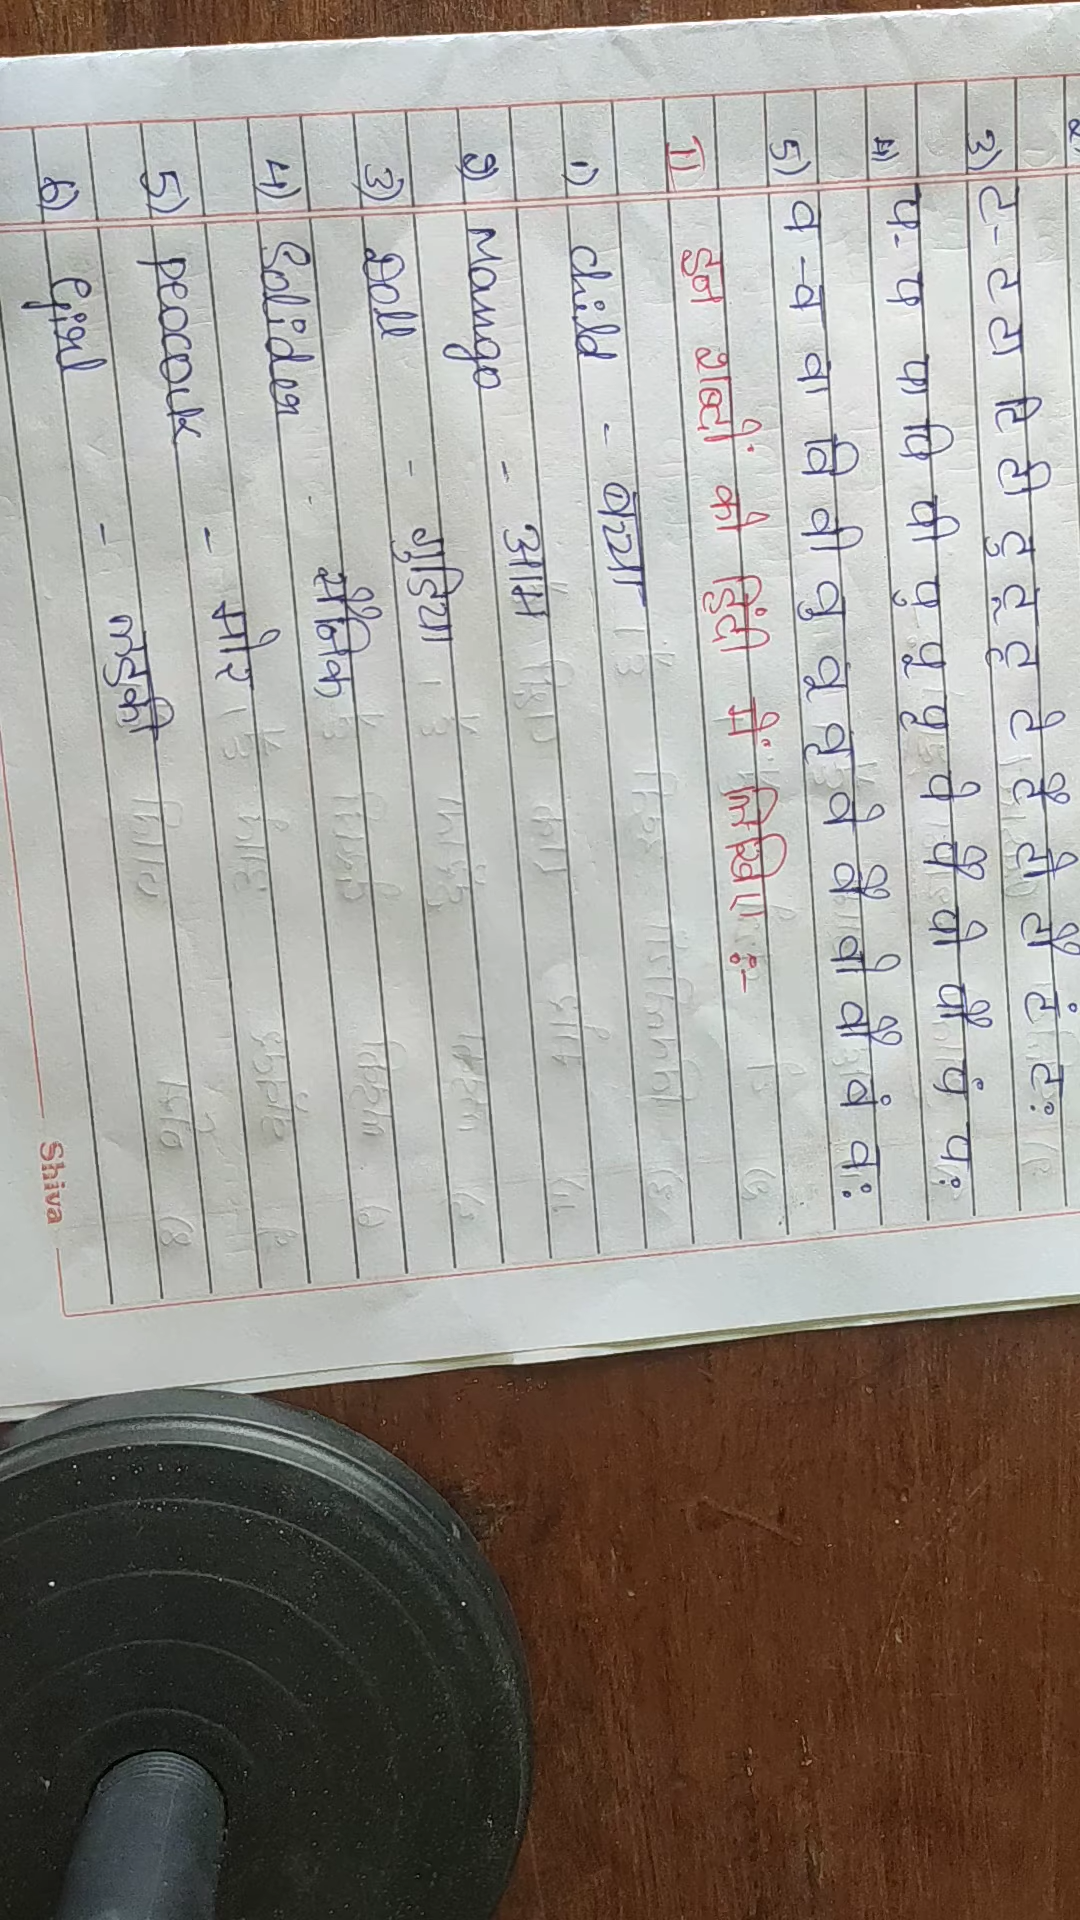 3) ट - ट टा टि टी टु टू टृ टे टै टो टौ टं टः
4) प - प पा पि पी पु पू पृ पे पै पो पौ पं पः
5) व - व वा वि वी वु वू वृ वे वै वो वौ वं वः
II इन शब्दों को हिंदी में लिखिए :-
1) child - बच्चा
2) Mango - आम
3) Doll - गुड़िया
4) Solider - सैनिक
5) peacouk - मोर
6) Girl - लड़की
Shiva